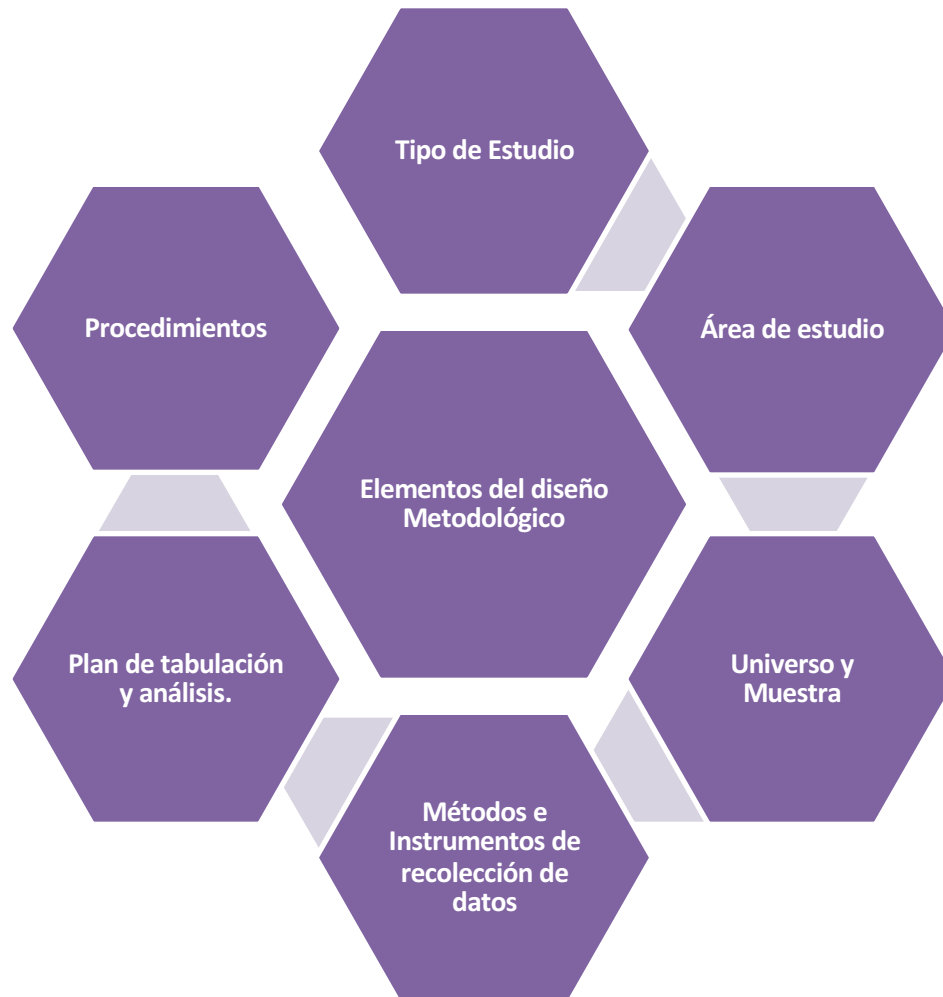 Tipo de Estudio
Procedimientos
Área de estudio
Elementos del diseño
Metodológico
Plan de tabulación
y análisis.
Universo y
Muestra
Métodos e
Instrumentos de
recolección de
datos